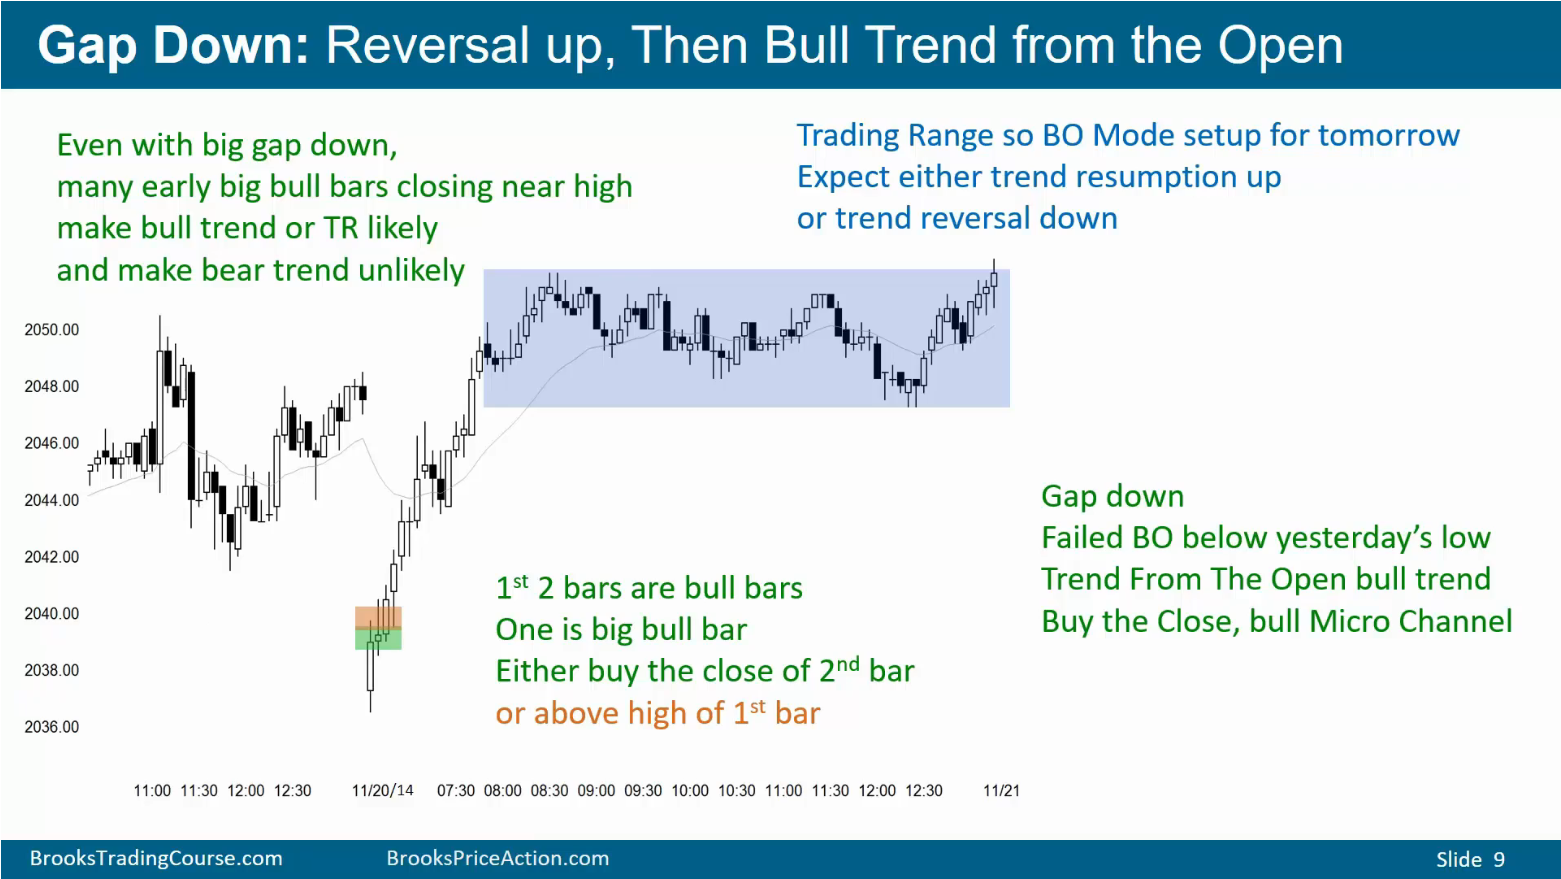 Gap Down: Reversal up, Then Bull Trend from the Open
Even with big gap down,
many early big bull bars closing near high
make bull trend or TR likely
and make bear trend unlikely
Trading Range so BO Mode setup for tomorrow
Expect either trend resumption up
or trend reversal down
2050.00
2048.00
2046.00
2044.00
2042.00
2040.00
2038.00
2036.00
Gap down
Failed BO below yesterday’s low
Trend From The Open bull trend
Buy the Close, bull Micro Channel
1st 2 bars are bull bars
One is big bull bar
Either buy the close of 2nd bar
or above high of 1st bar
11:00 11:30 12:00 12:30 11/20/14 07:30 08:00 08:30 09:00 09:30 10:00 10:30 11:00 11:30 12:00 12:30 11/21
BrooksTradingCourse.com BrooksPriceAction.com Slide 9